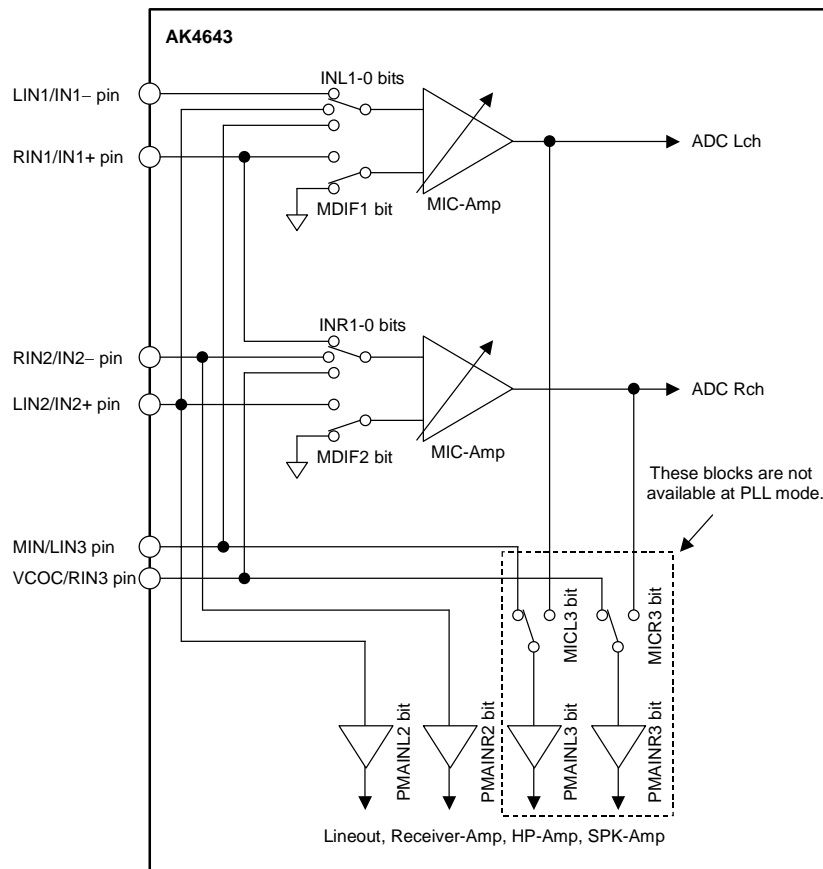 AK4643
INL1-0 bits
LIN1/IN1− pin
ADC Lch
RIN1/IN1+ pin
MDIF1 bit
MIC-Amp
INR1-0 bits
RIN2/IN2− pin
ADC Rch
LIN2/IN2+ pin
MDIF2 bit
MIC-Amp
These blocks are not
available at PLL mode.
MIN/LIN3 pin
VCOC/RIN3 pin
MICL3 bit
MICR3 bit
PMAINL2 bit
PMAINR2 bit
PMAINL3 bit
PMAINR3 bit
Lineout, Receiver-Amp, HP-Amp, SPK-Amp